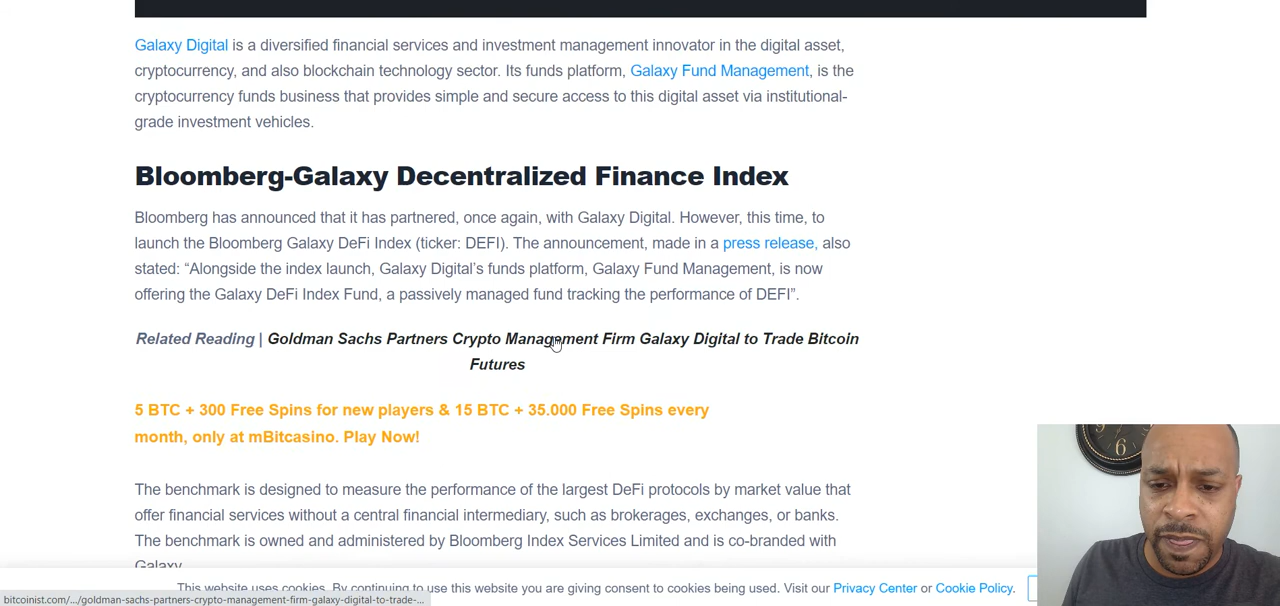 Galaxy Digital is a diversified financial services and investment management innovator in the digital asset,
cryptocurrency, and also blockchain technology sector. Its funds platform, Galaxy Fund Management, is the
cryptocurrency funds business that provides simple and secure access to this digital asset via institutional-
grade investment vehicles.
Bloomberg-Galaxy Decentralized Finance Index
Bloomberg has announced that it has partnered, once again, with Galaxy Digital. However, this time, to
launch the Bloomberg Galaxy DeFi Index (ticker: DEFI). The announcement, made in a press release, also
stated: “Alongside the index launch, Galaxy Digital’s funds platform, Galaxy Fund Management, is now
offering the Galaxy DeFi Index Fund, a passively managed fund tracking the performance of DEFI”.
Related Reading | Goldman Sachs Partners Crypto Management Firm Galaxy Digital to Trade Bitcoin
Futures
5 BTC + 300 Free Spins for new players & 15 BTC + 35.000 Free Spins every
month, only at mBitcasino. Play Now!
The benchmark is designed to measure the performance of the largest DeFi protocols by market value that
offer financial services without a central financial intermediary, such as brokerages, exchanges, or banks.
The benchmark is owned and administered by Bloomberg Index Services Limited and is co-branded with
Galaxy.
This website uses cookies. By continuing to use this website you are giving consent to cookies being used. Visit our Privacy Center or Cookie Policy.
bitcoinist.com/.../goldman-sachs-partners-crypto-management-firm-galaxy-digital-to-trade-...
6